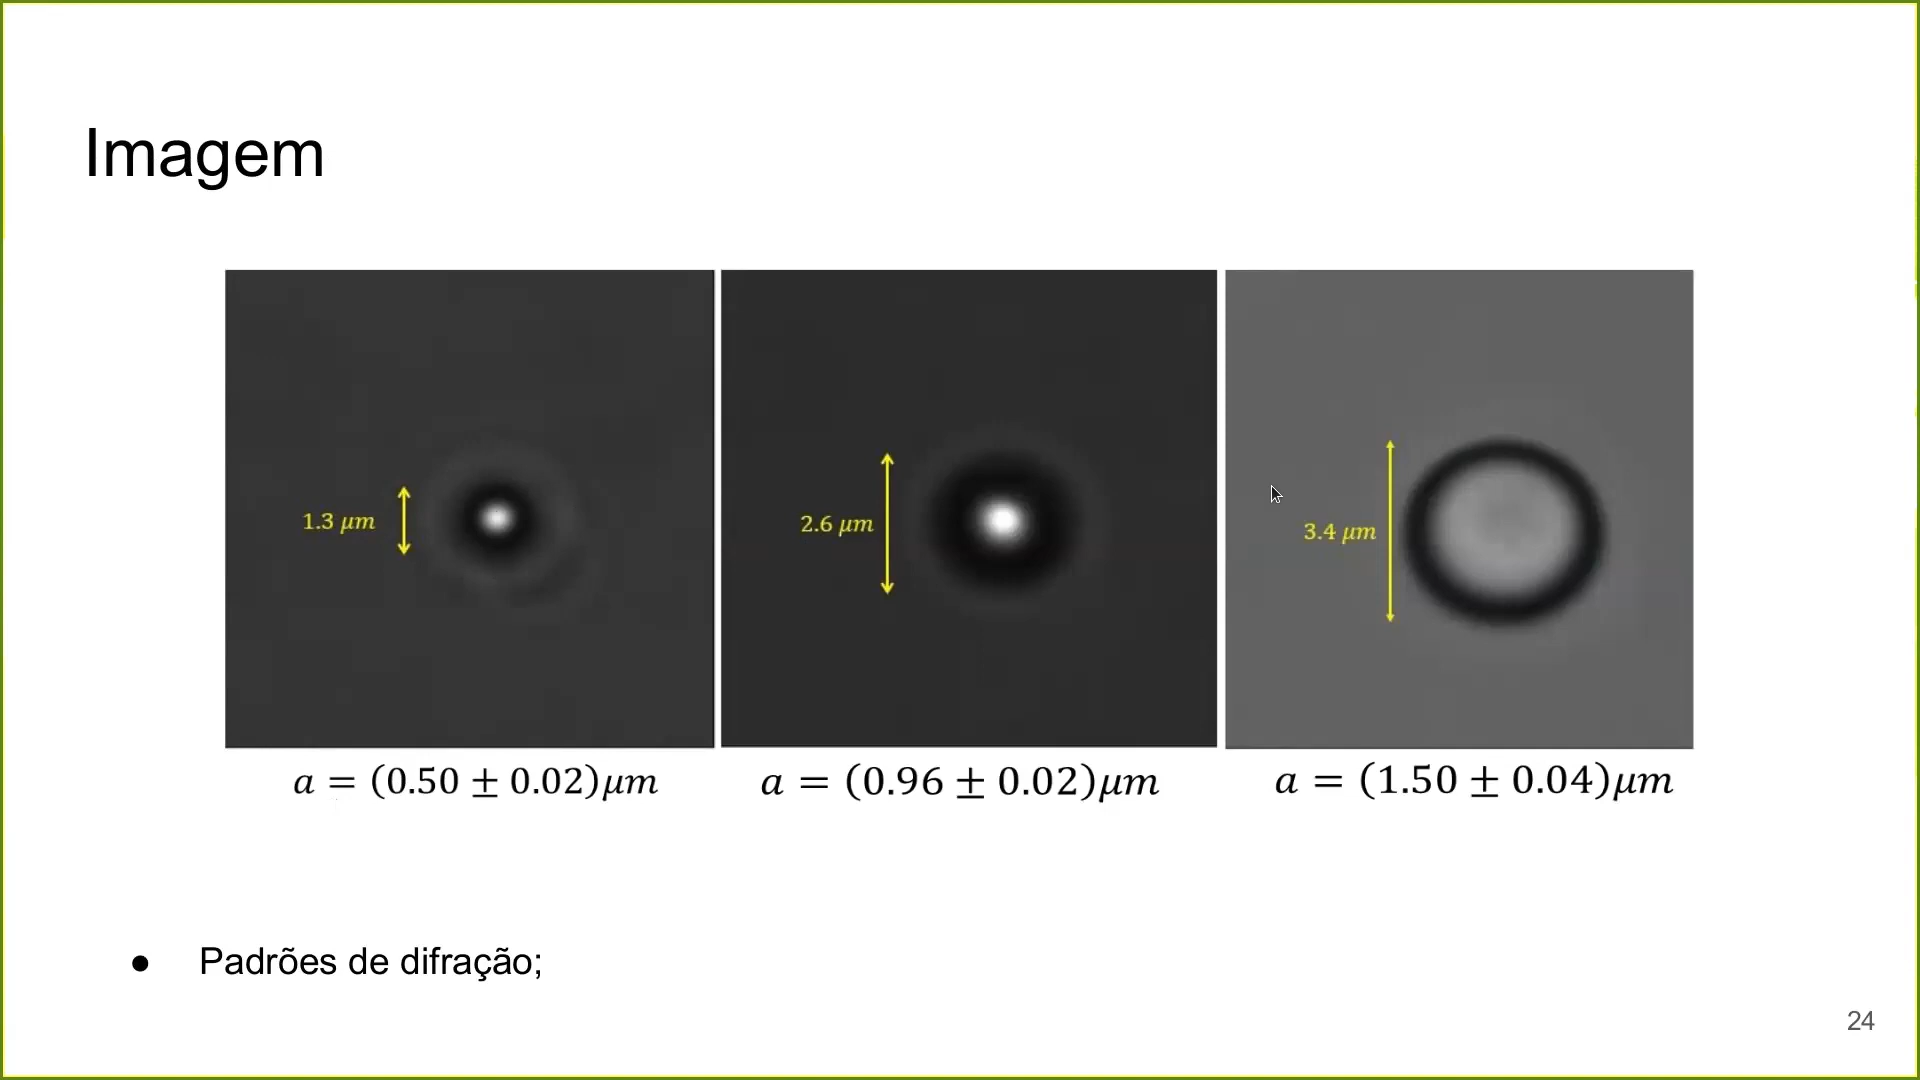 Imagem
1.3 μm
2.6 μm
3.4 μm
a = (0.50 ± 0.02)μm
a = (0.96 ± 0.02)μm
a = (1.50 ± 0.04)μm
● Padrões de difração;
24